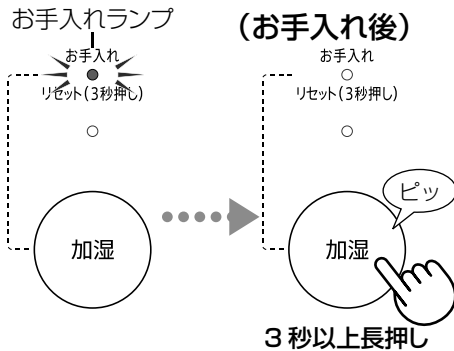 お手入れランプ
お手入れ
リセット(3秒押し)
加湿
(お手入れ後)
お手入れ
リセット(3秒押し)
ピッ
加湿
3秒以上長押し